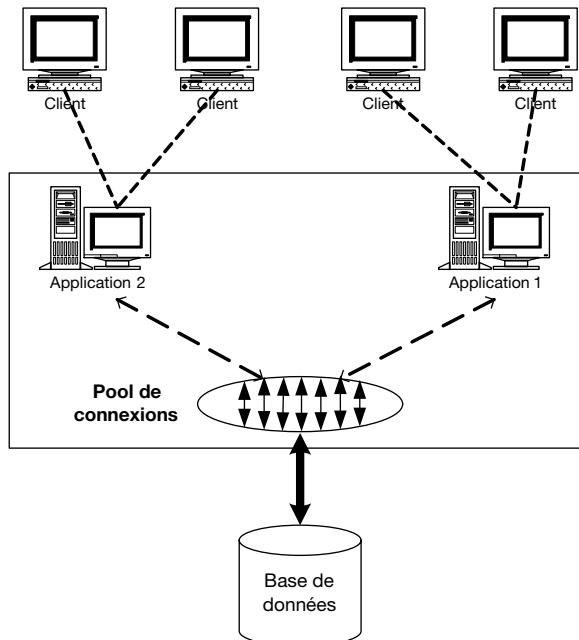 Client
Client
Client
Client
Application 2
Application 1
Pool de
connexions
Base de
données